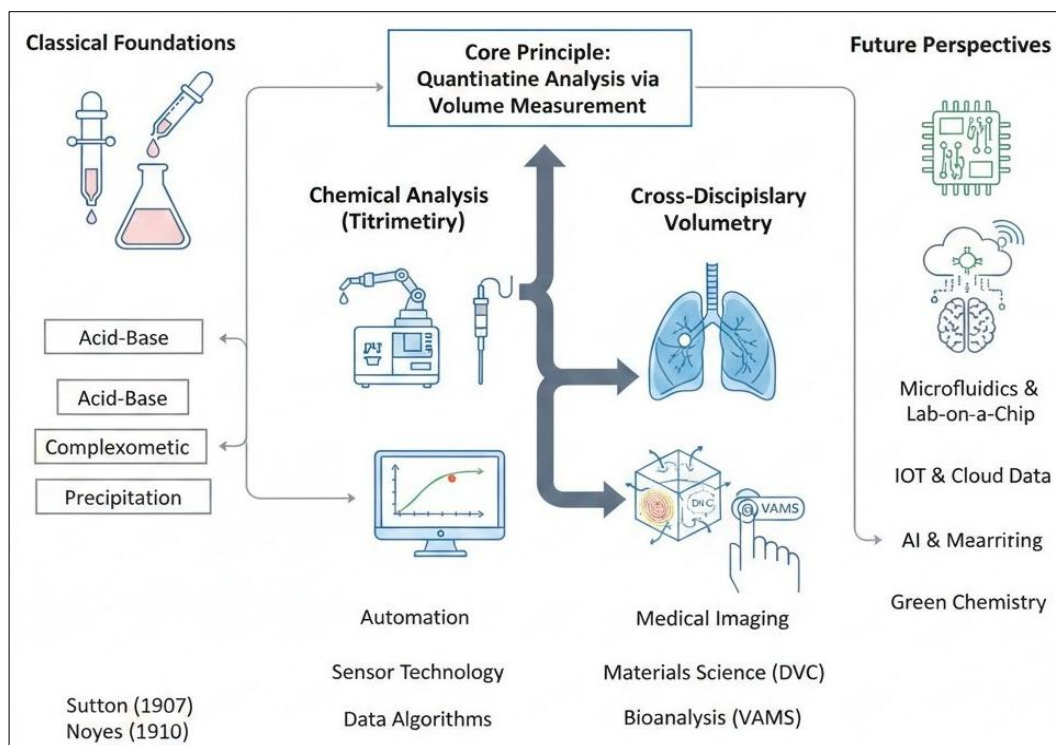 Classical Foundations
Core Principle:
Quantihatine Analysis via
Volume Measurement
Future Perspectives
Chemical Analysis
(Titrimetiry)
Cross-Discipislary
Volumetry
Acid-Base
Acid-Base
Complexometic
Precipitation
VAMS
Microfluidics &
Lab-on-a-Chip
IOT & Cloud Data
AI & Mearriting
Green Chemistry
Automation
Sensor Technology
Data Algorithms
Medical Imaging
Materials Science (DVC)
Bioanalysis (VAMS)
Sutton (1907)
Noyes (1910)